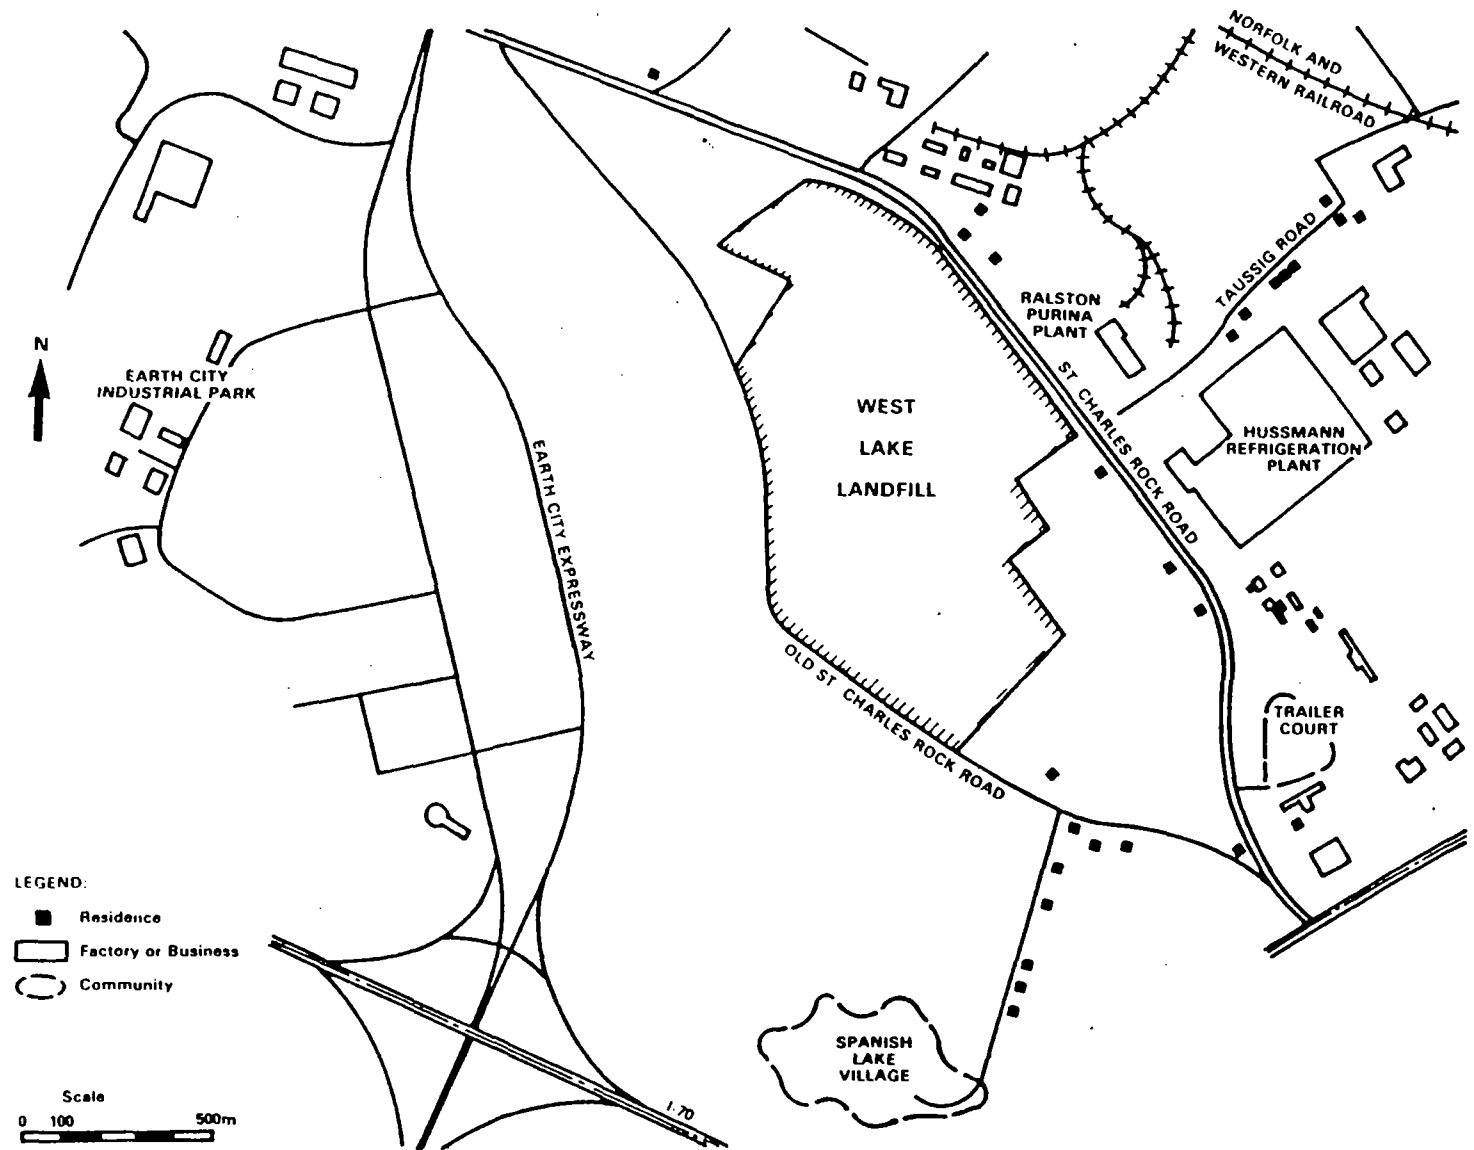 NORFOLK AND
WESTERN RAILROAD
TAUSSIG ROAD
RALSTON
PURINA
PLANT
N
EARTH CITY
INDUSTRIAL PARK
WEST
LAKE
LANDFILL
ST CHARLES ROCK ROAD
HUSSMANN
REFRIGERATION
PLANT
EARTH CITY EXPRESSWAY
OLD ST CHARLES ROCK ROAD
TRAILER
COURT
LEGEND:
Residence
Factory or Business
Community
SPANISH
LAKE
VILLAGE
Scale
0 100 500m
I-70